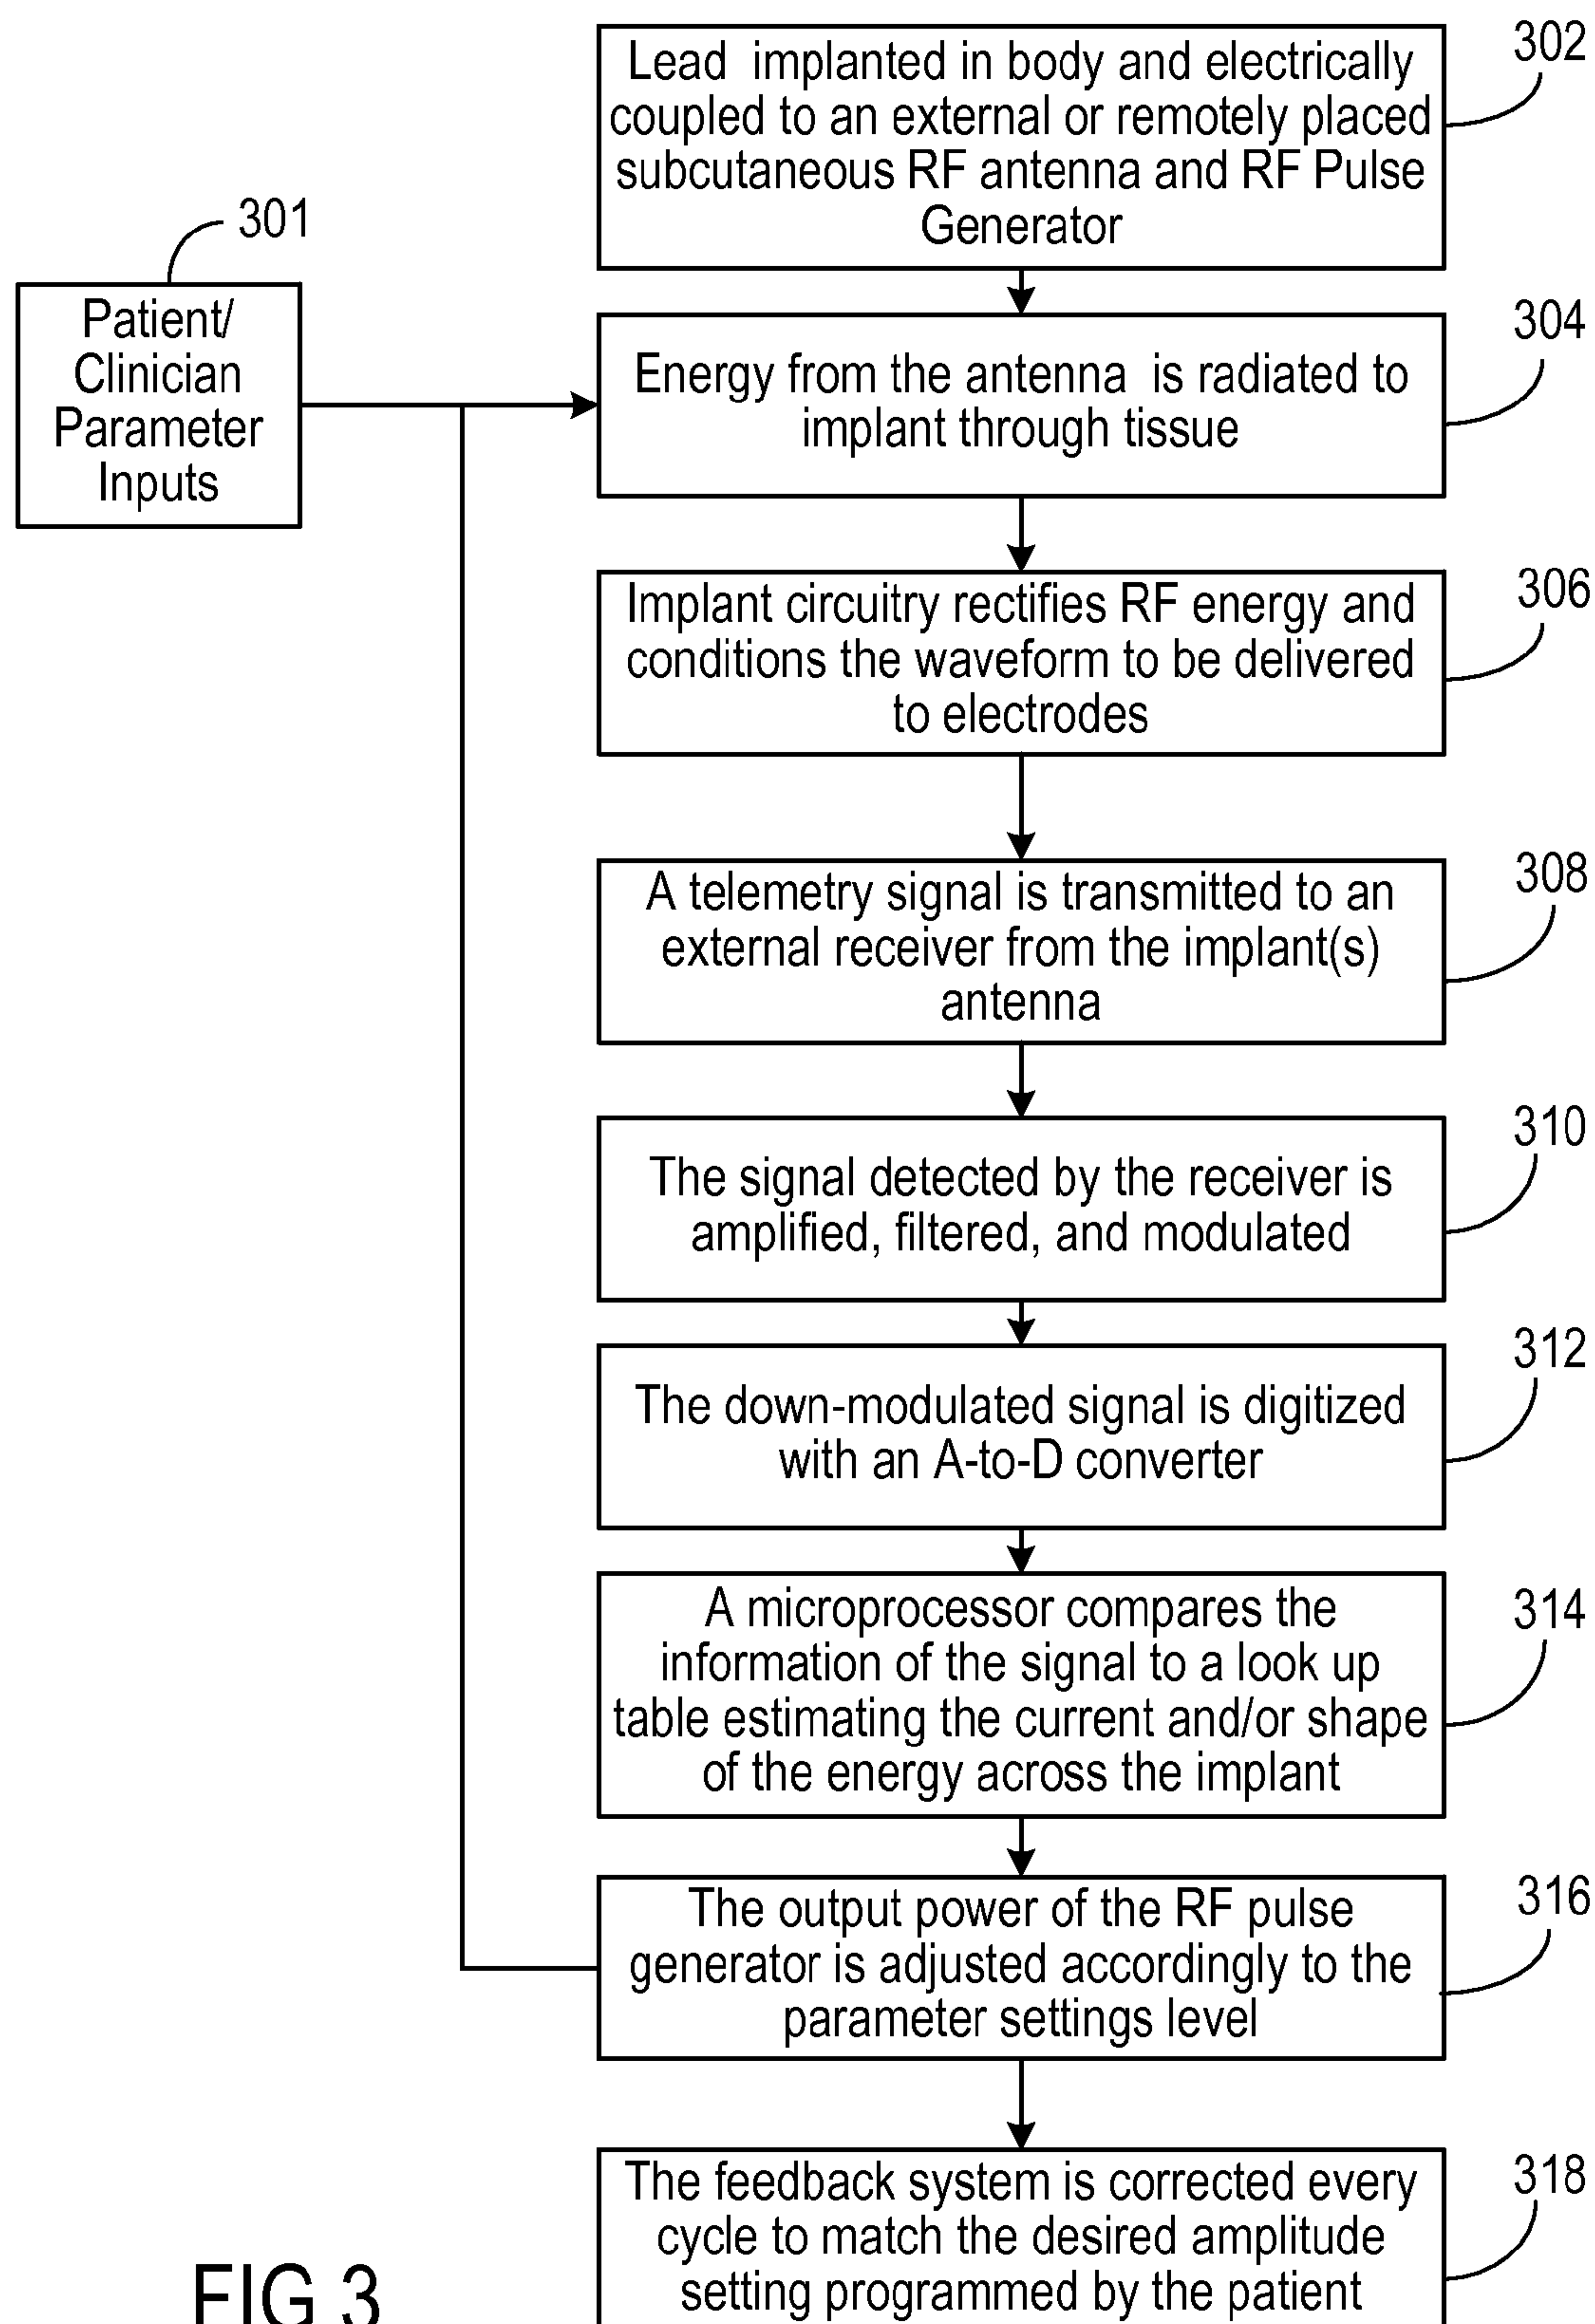 302
Lead implanted in body and electrically
coupled to an external or remotely placed
subcutaneous RF antenna and RF Pulse
Generator
301
Patient/
Clinician
Parameter
Inputs
304
Energy from the antenna is radiated to
implant through tissue
306
Implant circuitry rectifies RF energy and
conditions the waveform to be delivered
to electrodes
308
A telemetry signal is transmitted to an
external receiver from the implant(s)
antenna
310
The signal detected by the receiver is
amplified, filtered, and modulated
312
The down-modulated signal is digitized
with an A-to-D converter
314
A microprocessor compares the
information of the signal to a look up
table estimating the current and/or shape
of the energy across the implant
316
The output power of the RF pulse
generator is adjusted accordingly to the
parameter settings level
318
The feedback system is corrected every
cycle to match the desired amplitude
setting programmed by the patient
FIG 3